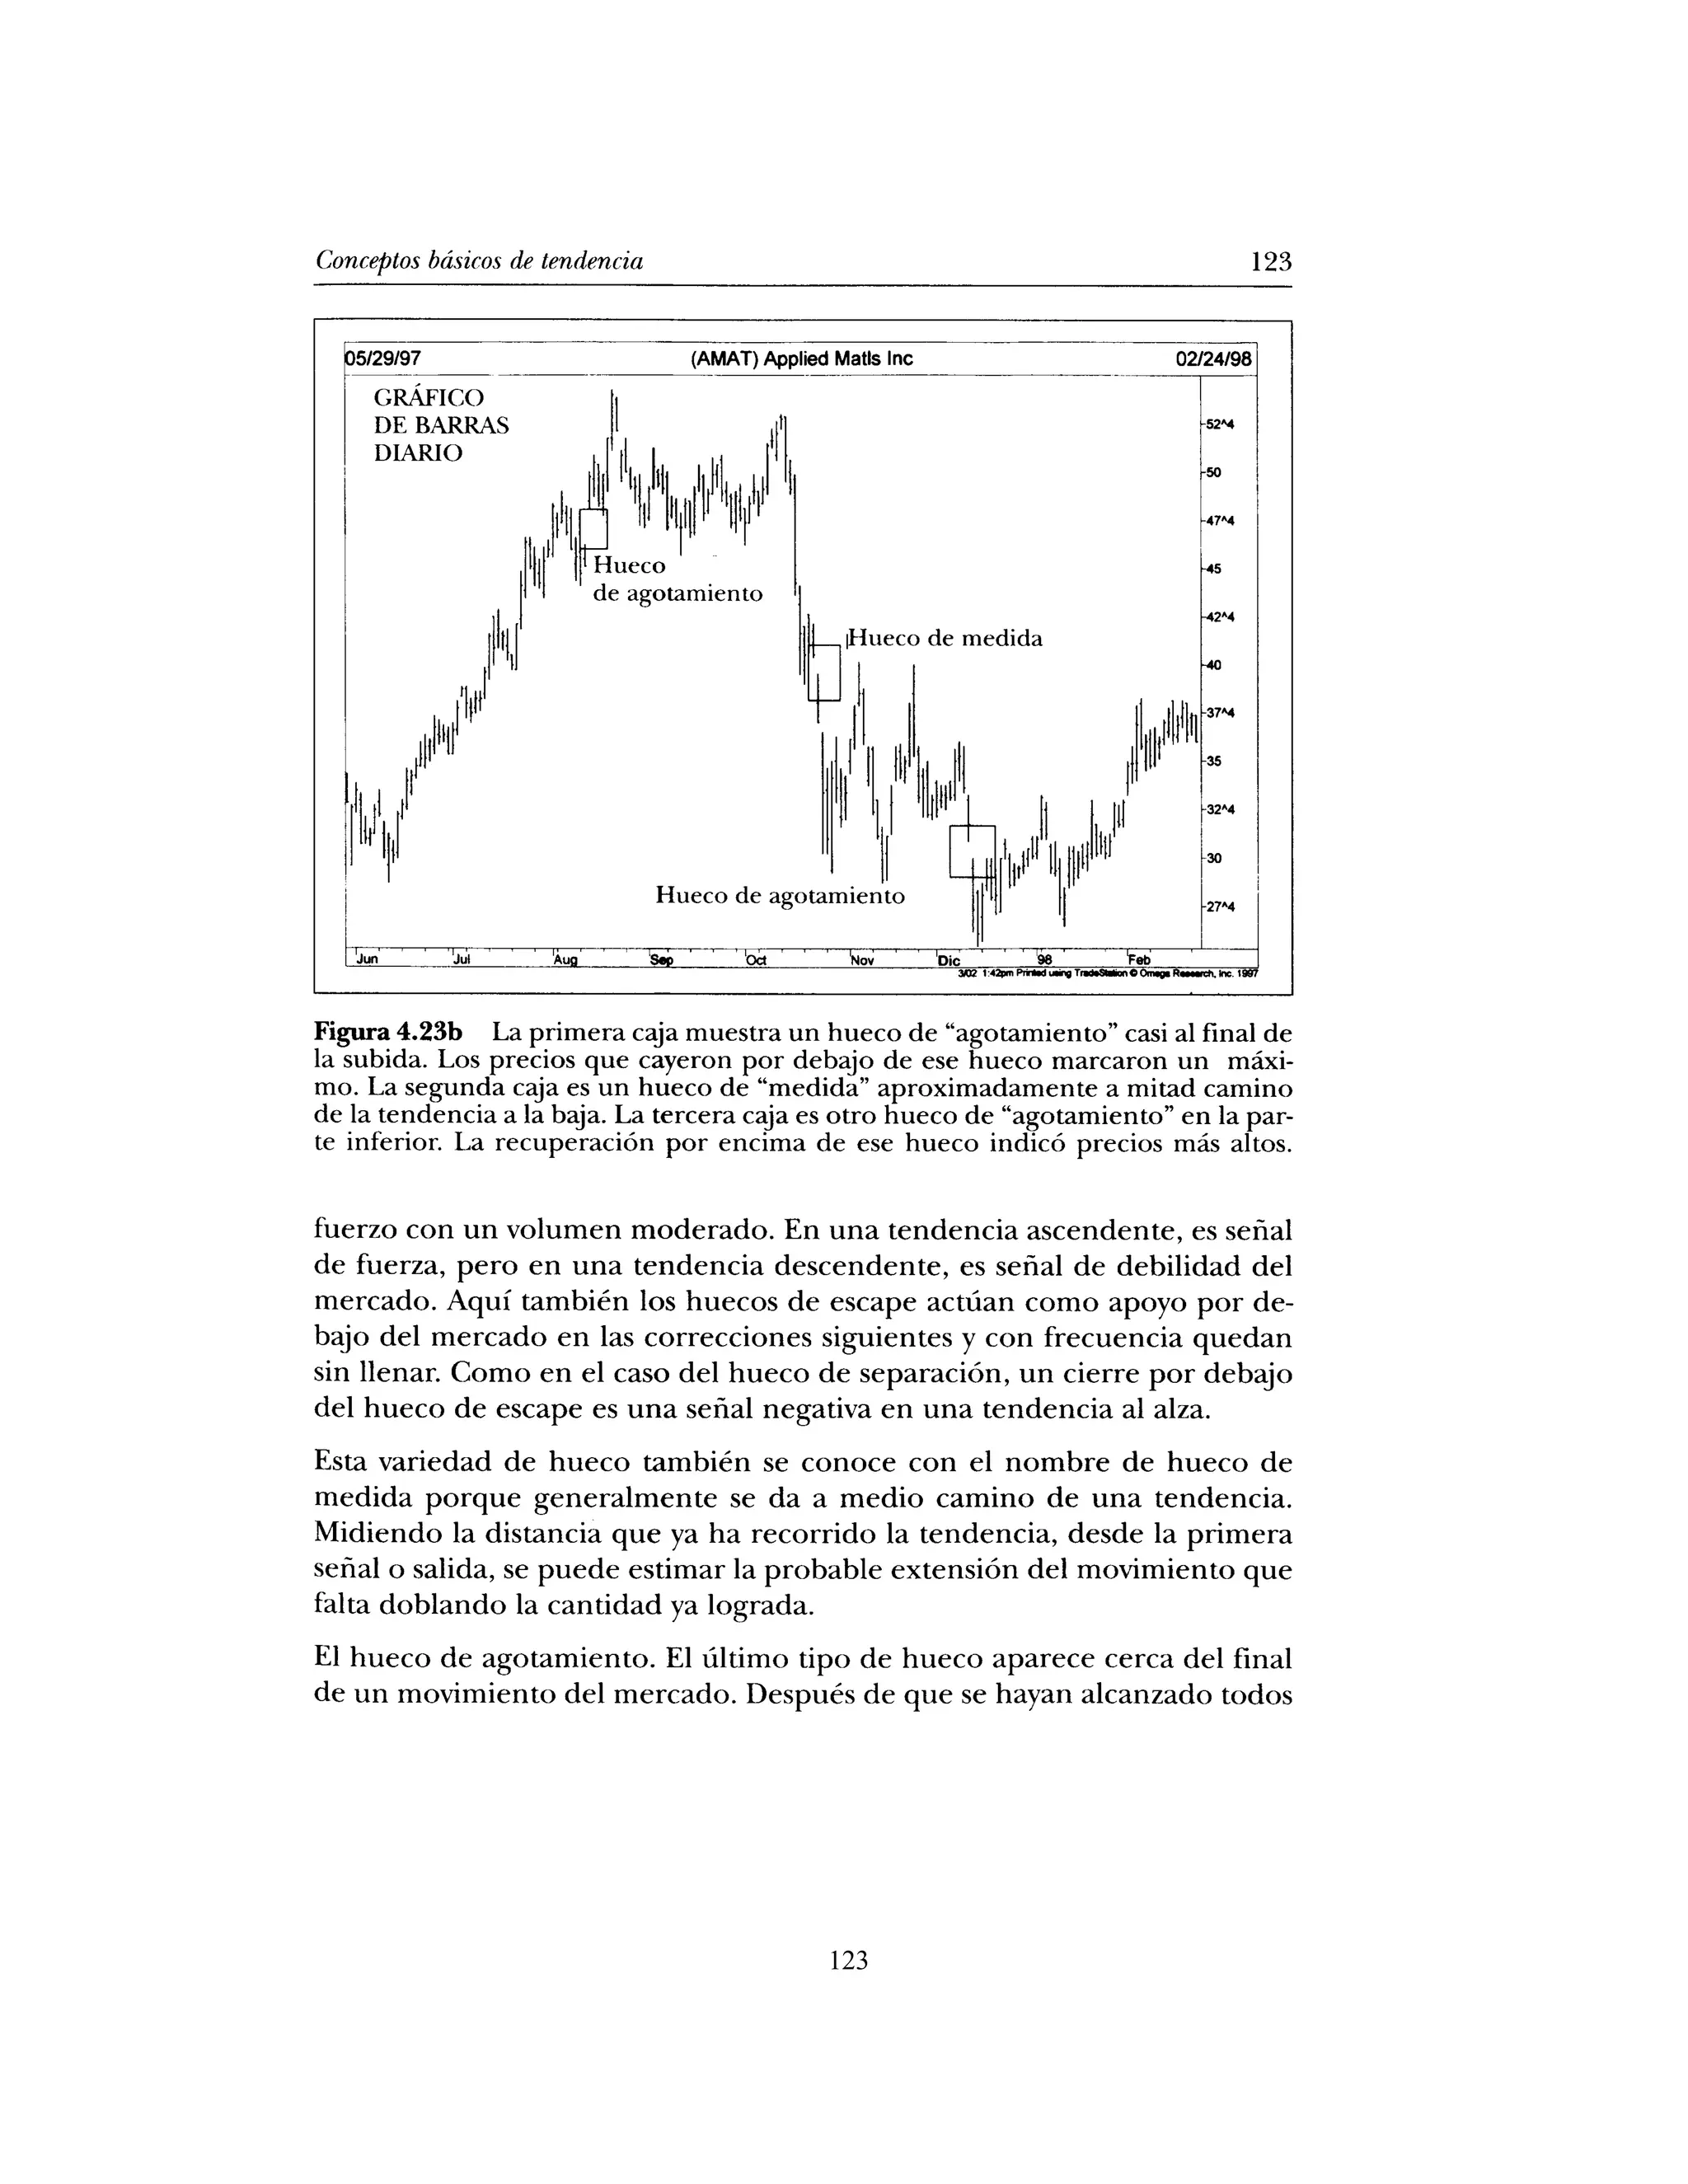 Conceptos básicos de tendencia 123
05/29/97 (AMAT) Applied Matls Inc 02/24/98
GRÁFICO
DE BARRAS
DIARIO
52^4
50
47^4
45
42^4
40
37^4
35
32^4
30
27^4
Hueco
de agotamiento
Hueco de medida
Hueco de agotamiento
Jun Jul Aug Sep Oct Nov Dic 98 Feb
3/02 1:42pm Printed using TradeStation © Omega Research, Inc. 1997
Figura 4.23b La primera caja muestra un hueco de “agotamiento” casi al final de
la subida. Los precios que cayeron por debajo de ese hueco marcaron un máxi-
mo. La segunda caja es un hueco de “medida” aproximadamente a mitad camino
de la tendencia a la baja. La tercera caja es otro hueco de “agotamiento” en la par-
te inferior. La recuperación por encima de ese hueco indicó precios más altos.
fuerzo con un volumen moderado. En una tendencia ascendente, es señal
de fuerza, pero en una tendencia descendente, es señal de debilidad del
mercado. Aquí también los huecos de escape actúan como apoyo por de-
bajo del mercado en las correcciones siguientes y con frecuencia quedan
sin llenar. Como en el caso del hueco de separación, un cierre por debajo
del hueco de escape es una señal negativa en una tendencia al alza.
Esta variedad de hueco también se conoce con el nombre de hueco de
medida porque generalmente se da a medio camino de una tendencia.
Midiendo la distancia que ya ha recorrido la tendencia, desde la primera
señal o salida, se puede estimar la probable extensión del movimiento que
falta doblando la cantidad ya lograda.
El hueco de agotamiento. El último tipo de hueco aparece cerca del final
de un movimiento del mercado. Después de que se hayan alcanzado todos
123